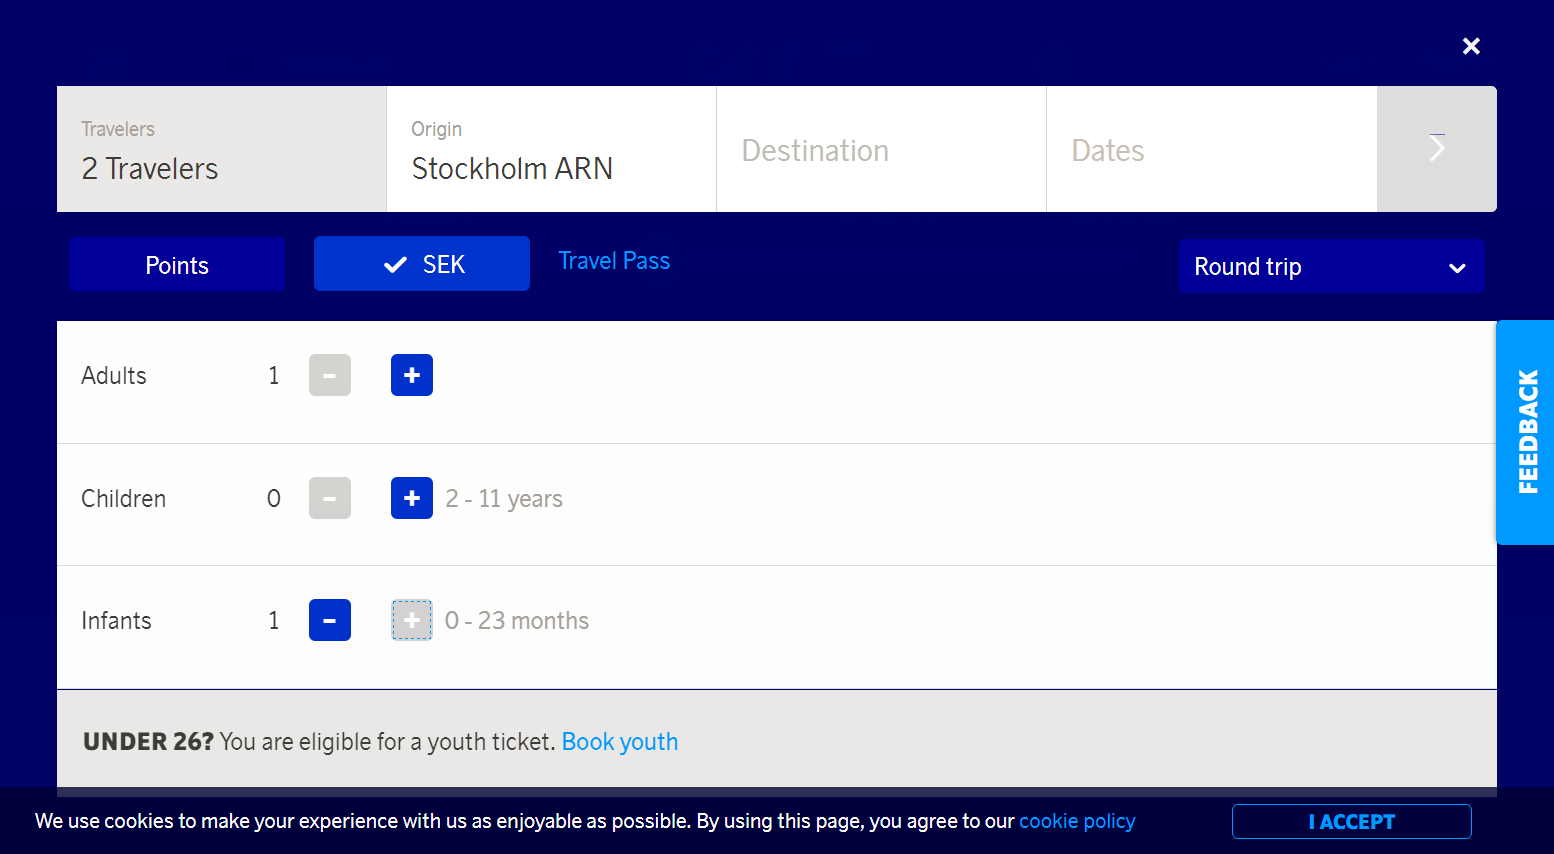 Travelers
2 Travelers
Origin
Stockholm ARN
Destination
Dates
Points
SEK
Travel Pass
Round trip
Adults 1 - +
Children 0 - + 2 - 11 years
Infants 1 - + 0 - 23 months
FEEDBACK
UNDER 26? You are eligible for a youth ticket. Book youth
We use cookies to make your experience with us as enjoyable as possible. By using this page, you agree to our cookie policy
I ACCEPT